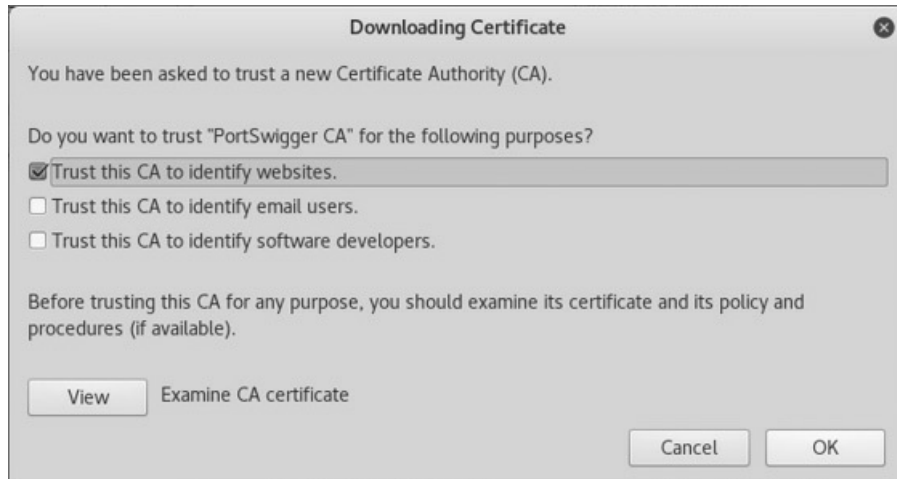 Downloading Certificate
You have been asked to trust a new Certificate Authority (CA).
Do you want to trust "PortSwigger CA" for the following purposes?
Trust this CA to identify websites.
Trust this CA to identify email users.
Trust this CA to identify software developers.
Before trusting this CA for any purpose, you should examine its certificate and its policy and
procedures (if available).
View Examine CA certificate
Cancel OK